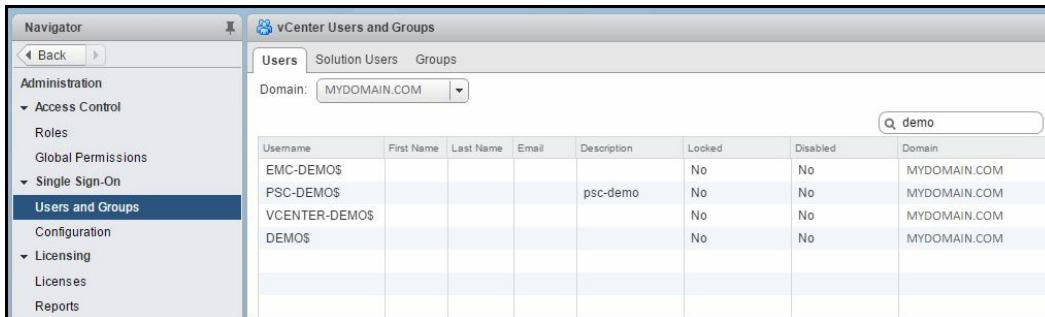 Navigator
Back
Administration
Access Control
Roles
Global Permissions
Single Sign-On
Users and Groups
Configuration
Licensing
Licenses
Reports
vCenter Users and Groups
Users Solution Users Groups
Domain: MYDOMAIN.COM
demo
Username First Name Last Name Email Description Locked Disabled Domain
EMC-DEMO$ No No MYDOMAIN.COM
PSC-DEMO$ psc-demo No No MYDOMAIN.COM
VCENTER-DEMO$ No No MYDOMAIN.COM
DEMO$ No No MYDOMAIN.COM